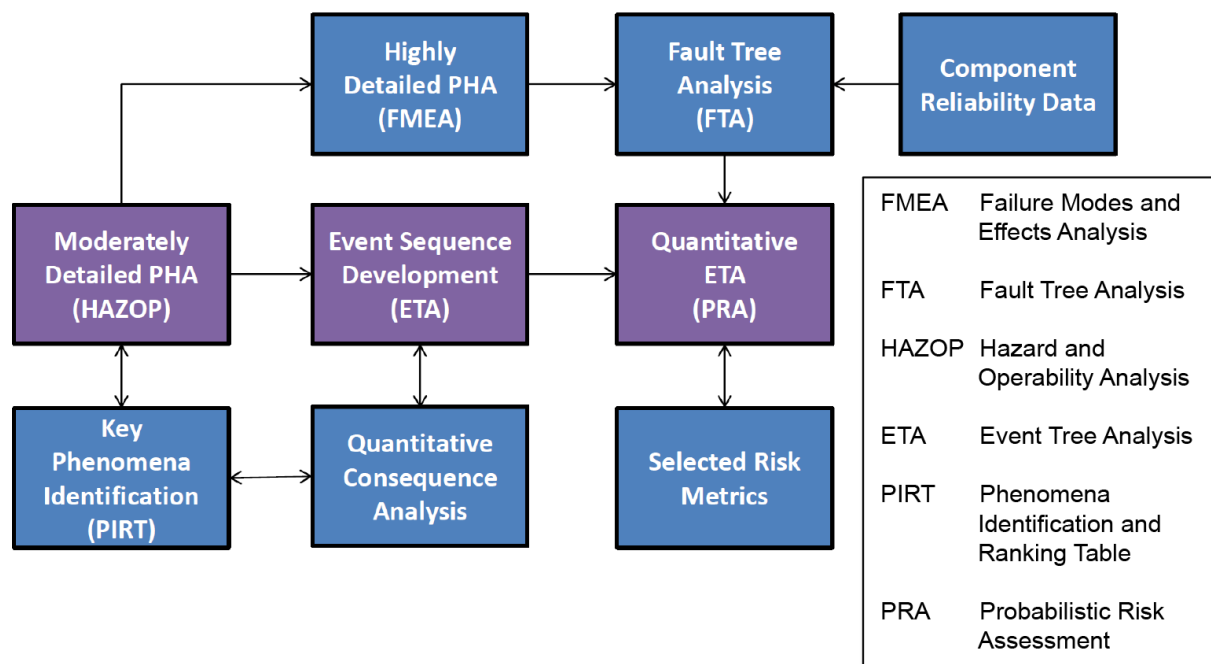 Highly
Detailed PHA
(FMEA)
Fault Tree
Analysis
(FTA)
Component
Reliability Data
Moderately
Detailed PHA
(HAZOP)
Event Sequence
Development
(ETA)
Quantitative
ETA
(PRA)
Key
Phenomena
Identification
(PIRT)
Quantitative
Consequence
Analysis
Selected Risk
Metrics
FMEA Failure Modes and
Effects Analysis
FTA Fault Tree Analysis
HAZOP Hazard and
Operability Analysis
ETA Event Tree Analysis
PIRT Phenomena
Identification and
Ranking Table
PRA Probabilistic Risk
Assessment